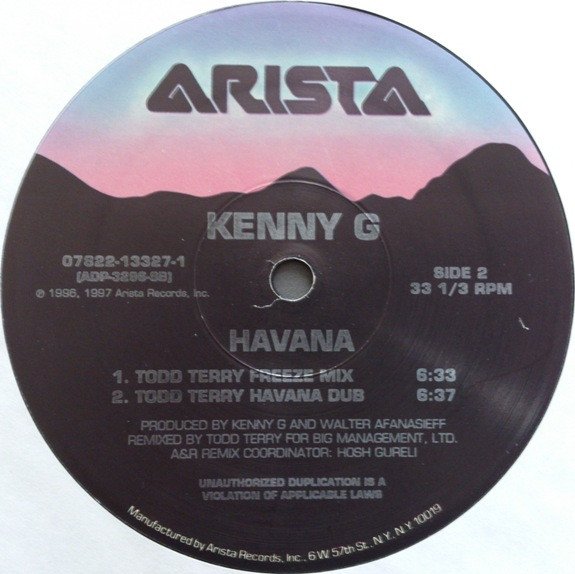 ARISTA
KENNY G
07822-13327-1
[ADP-3296-SB]
℗ 1996, 1997 Arista Records, Inc.
SIDE 2
33 1/3 RPM
HAVANA
1. TODD TERRY FREEZE MIX 6:33
2. TODD TERRY HAVANA DUB 6:37
PRODUCED BY KENNY G AND WALTER AFANASIEFF
REMIXED BY TODD TERRY FOR BIG MANAGEMENT, LTD.
A&R REMIX COORDINATOR: HOSH GURELI
UNAUTHORIZED DUPLICATION IS A
VIOLATION OF APPLICABLE LAWS
Manufactured by Arista Records, Inc., 6 W 57th St., N.Y., N.Y 10019